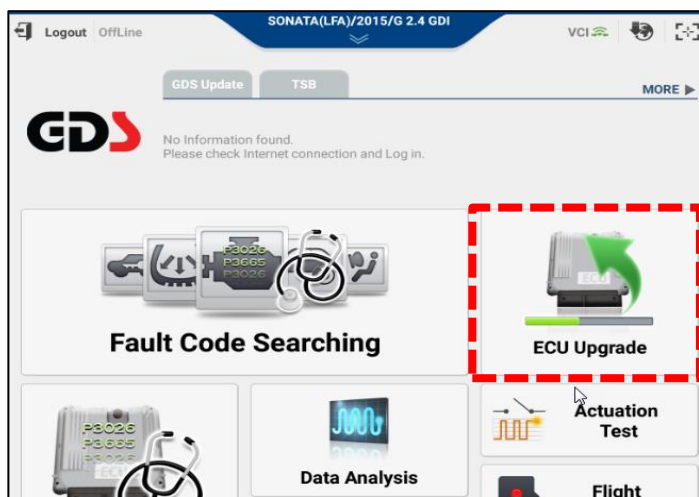 SONATA(LFA)/2015/G 2.4 GDI
Logout OffLine
VCI
GDS Update
TSB
MORE
GDS
No Information found.
Please check Internet connection and Log in.
P3026
P3665
P3026
ECU
Fault Code Searching
ECU Upgrade
P3026
P3665
P3026
ECU
Data Analysis
Actuation
Test
Flight